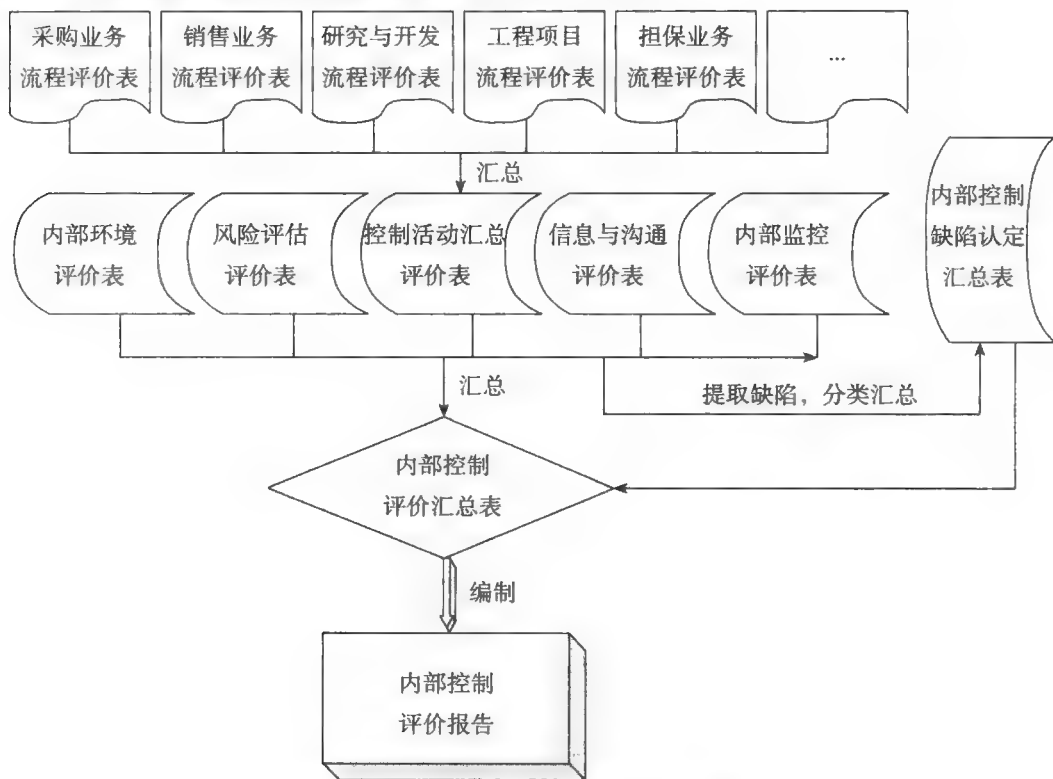 采购业务
流程评价表
销售业务
流程评价表
研究与开发
流程评价表
工程项目
流程评价表
担保业务
流程评价表
...
汇总
内部环境
评价表
风险评估
评价表
控制活动汇总
评价表
信息与沟通
评价表
内部监控
评价表
内部控制
缺陷认定
汇总表
汇总
提取缺陷，分类汇总
内部控制
评价汇总表
编制
内部控制
评价报告